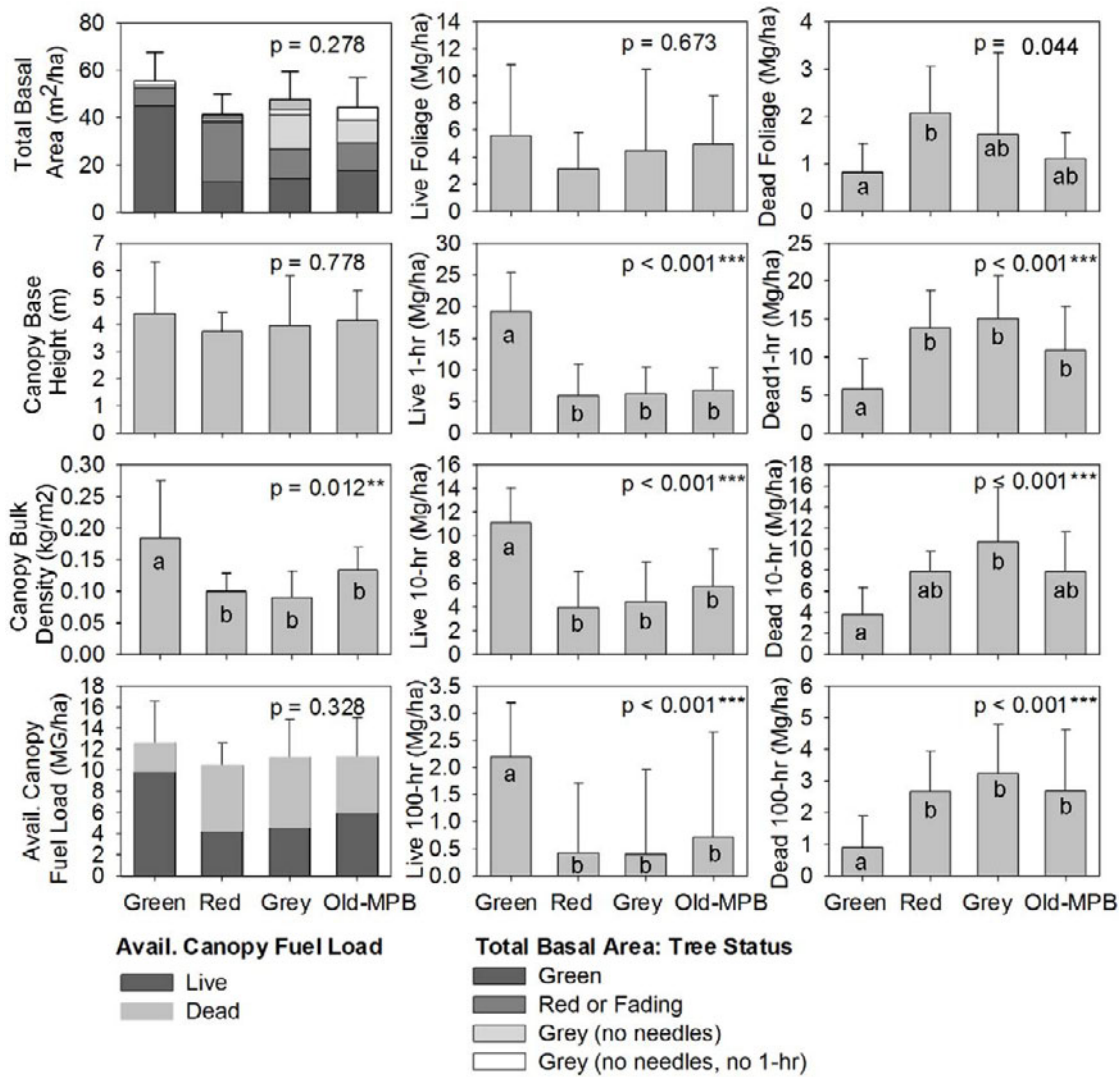 Total Basal
Area (m²/ha)
80
60
40
20
0
p = 0.278
Live Foliage (Mg/ha)
14
12
10
8
6
4
2
0
p = 0.673
Dead Foliage (Mg/ha)
4
3
2
1
0
p = 0.044
a
b
ab
ab
Canopy Base
Height (m)
7
6
5
4
3
2
1
0
p = 0.778
Live 1-hr (Mg/ha)
30
25
20
15
10
5
0
p < 0.001***
a
b
b
b
Dead1-hr (Mg/ha)
25
20
15
10
5
0
p < 0.001***
a
b
b
b
Canopy Bulk
Density (kg/m2)
0.30
0.25
0.20
0.15
0.10
0.05
0.00
p = 0.012**
a
b
b
b
Live 10-hr (Mg/ha)
16
14
12
10
8
6
4
2
0
p < 0.001***
a
b
b
b
Dead 10-hr (Mg/ha)
18
16
14
12
10
8
6
4
2
0
p < 0.001***
a
ab
b
ab
Avail. Canopy
Fuel Load (MG/ha)
18
16
14
12
10
8
6
4
2
0
p = 0.328
Green Red Grey Old-MPB
Live 100-hr (Mg/ha)
3.5
3.0
2.5
2.0
1.5
1.0
0.5
0.0
p < 0.001***
a
b
b
b
Green Red Grey Old-MPB
Dead 100-hr (Mg/ha)
6
5
4
3
2
1
0
p < 0.001***
a
b
b
b
Green Red Grey Old-MPB
Avail. Canopy Fuel Load
Live
Dead
Total Basal Area: Tree Status
Green
Red or Fading
Grey (no needles)
Grey (no needles, no 1-hr)